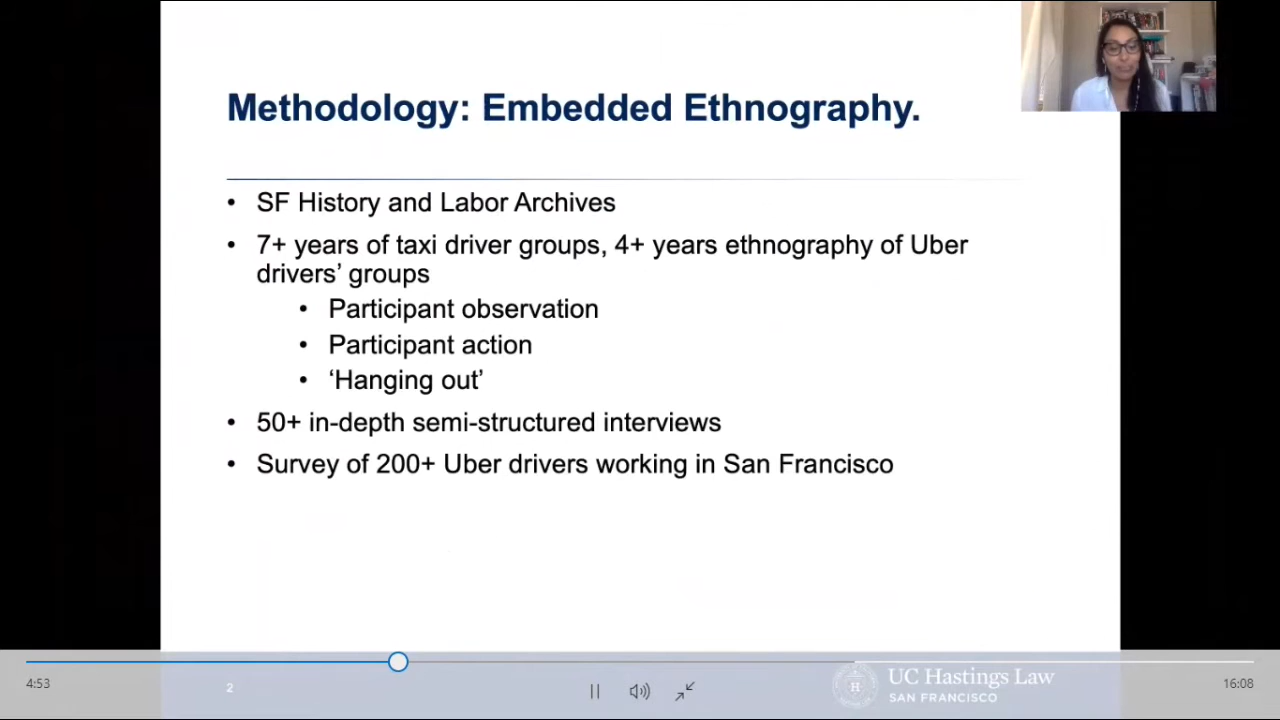 Methodology: Embedded Ethnography.
• SF History and Labor Archives
• 7+ years of taxi driver groups, 4+ years ethnography of Uber
drivers’ groups
• Participant observation
• Participant action
• ‘Hanging out’
• 50+ in-depth semi-structured interviews
• Survey of 200+ Uber drivers working in San Francisco
4:53
2
UC Hastings Law
SAN FRANCISCO
16:08